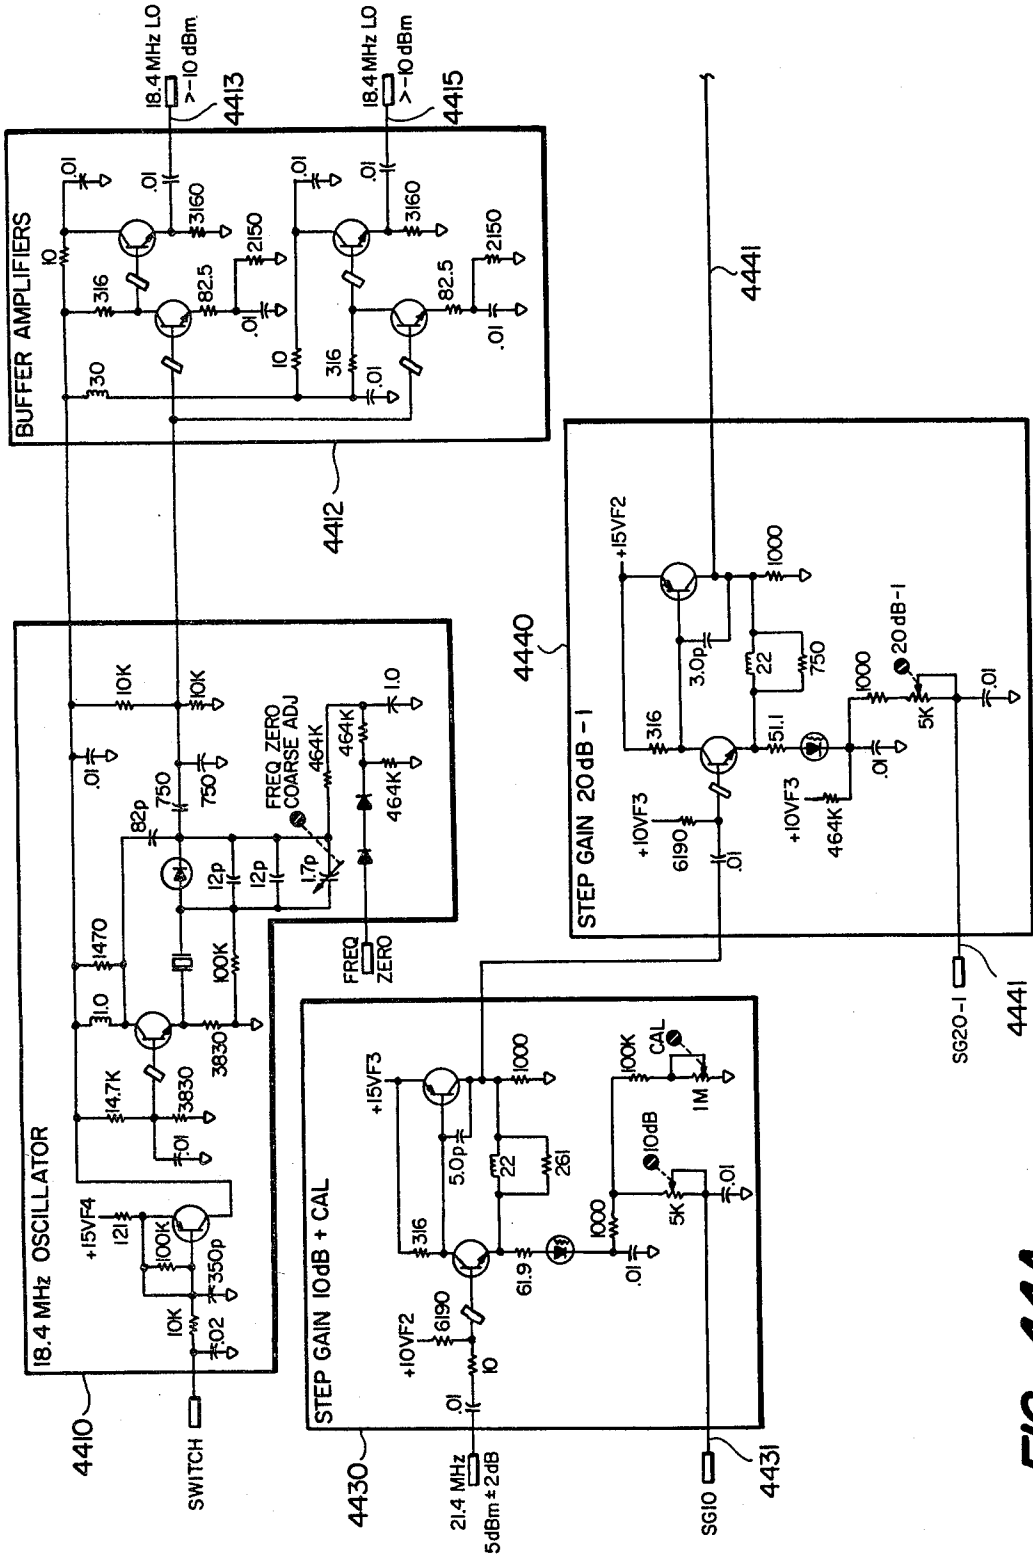 18.4 MHz OSCILLATOR
4410
SWITCH
.02
10K
350p
100K
121
+15VF4
.01
14.7K
3830
1.0
1470
3830
100K
82p
750
750
12p
12p
1.7p
FREQ ZERO
COARSE ADJ
FREQ
ZERO
.01
10K
10K
464K
464K
464K
1.0
BUFFER AMPLIFIERS
4412
30
10
316
82.5
.01
2150
3160
.01
.01
18.4 MHz LO
>-10 dBm
4413
10
316
.01
82.5
.01
2150
3160
.01
.01
18.4 MHz LO
>-10 dBm
4415
STEP GAIN 10dB + CAL
4430
21.4 MHz
5dBm ± 2dB
.01
10
6190
+10VF2
316
+15VF3
5.0p
22
261
1000
61.9
.01
1000
100K
CAL
1M
10dB
5K
.01
SG10
4431
STEP GAIN 20dB-1
4440
.01
6190
+10VF3
316
+15VF2
3.0p
22
750
1000
51.1
+10VF3
464K
.01
1000
20dB-1
5K
.01
SG20-1
4441
4441